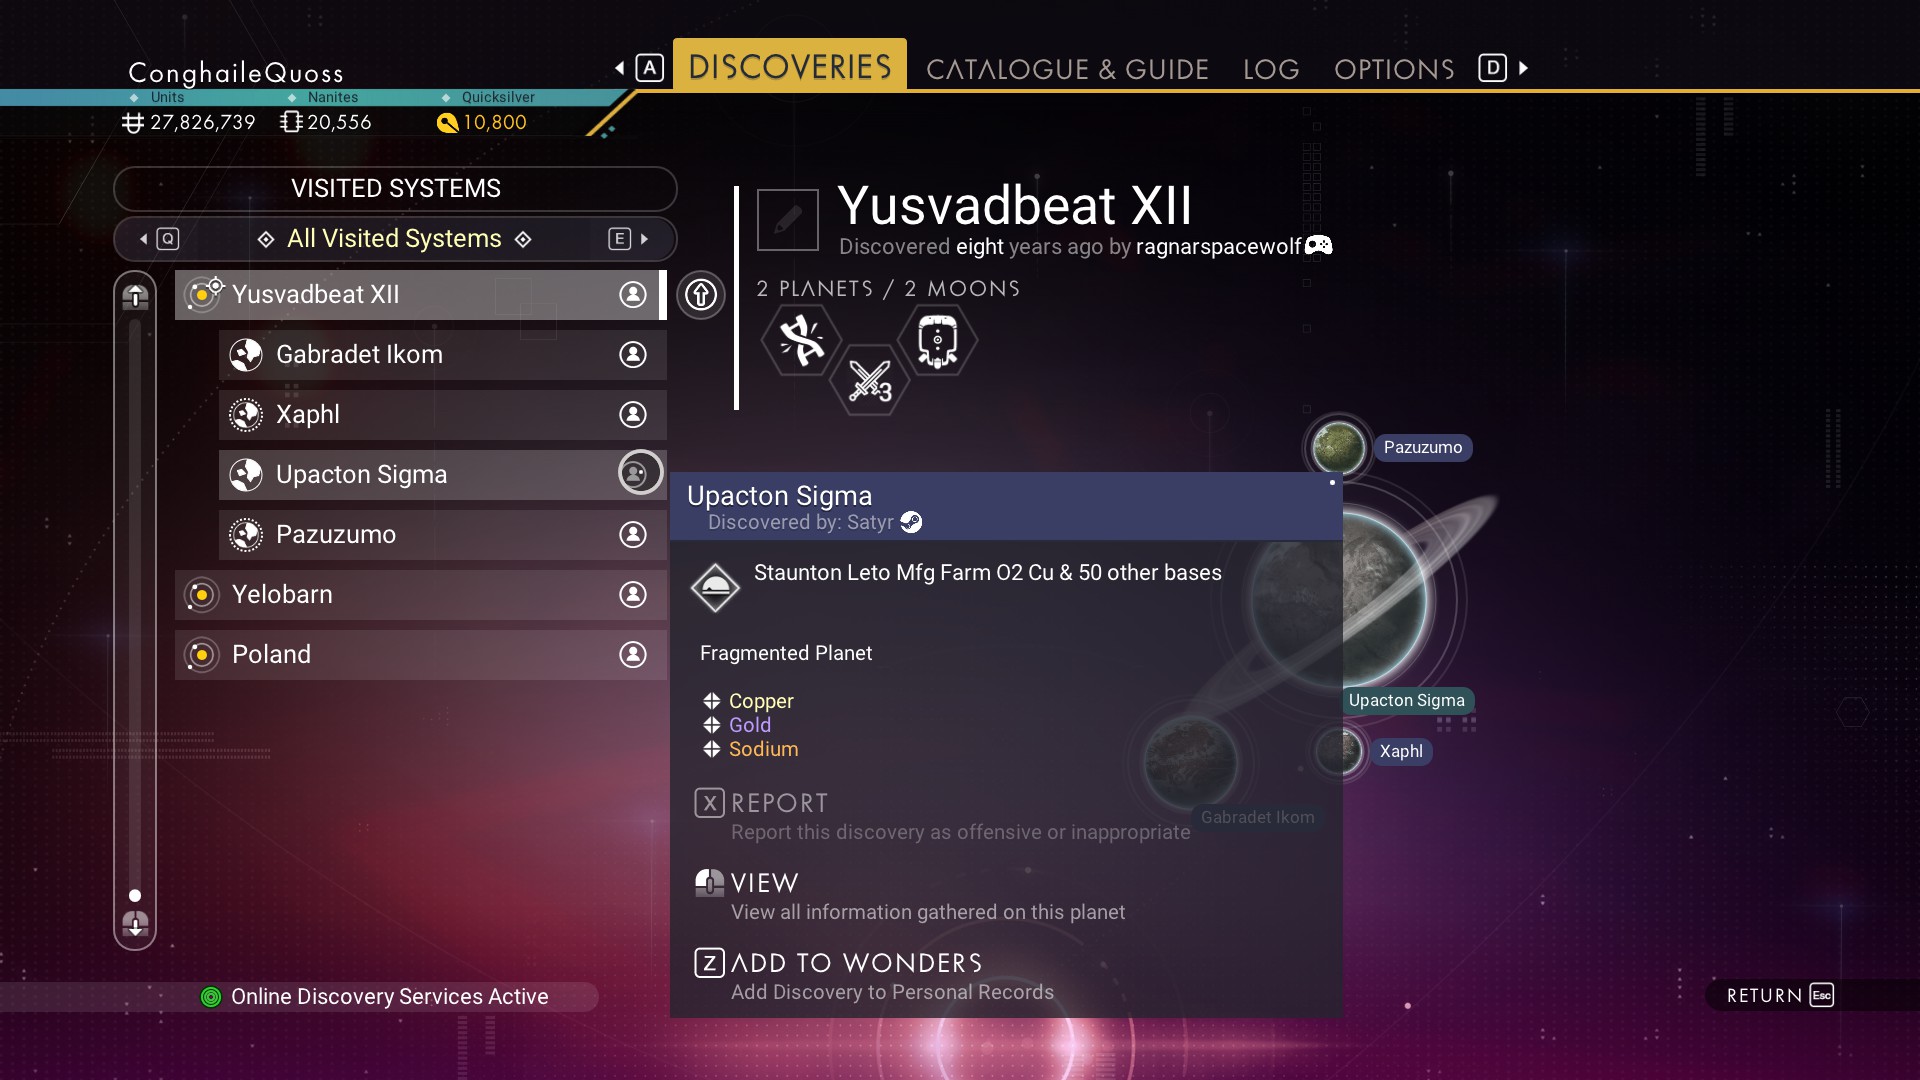 ConghaileQuoss
Units
Nanites
Quicksilver
27,826,739
20,556
10,800
A
DISCOVERIES
CATALOGUE & GUIDE
LOG
OPTIONS
D
VISITED SYSTEMS
Q
All Visited Systems
E
Yusvadbeat XII
Gabradet Ikom
Xaphl
Upacton Sigma
Pazuzumo
Yelobarn
Poland
Online Discovery Services Active
Yusvadbeat XII
Discovered eight years ago by ragnarspacewolf
2 PLANETS / 2 MOONS
3
Pazuzumo
Upacton Sigma
Discovered by: Satyr
Staunton Leto Mfg Farm O2 Cu & 50 other bases
Fragmented Planet
Copper
Gold
Sodium
Upacton Sigma
Xaphl
Gabradet Ikom
X REPORT
Report this discovery as offensive or inappropriate
VIEW
View all information gathered on this planet
Z ADD TO WONDERS
Add Discovery to Personal Records
RETURN Esc